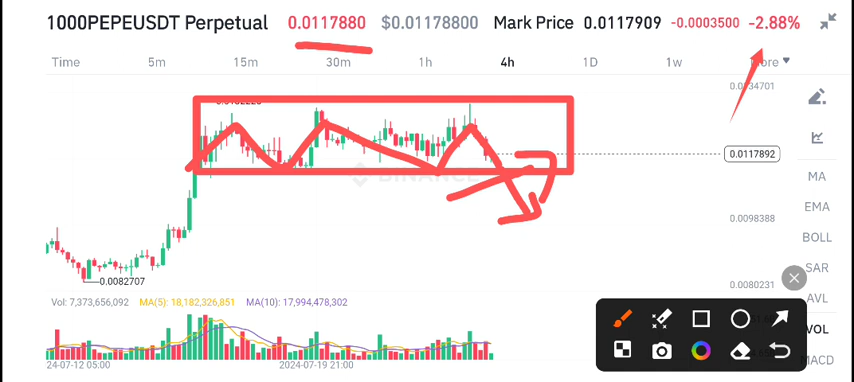 1000PEPEUSDT Perpetual 0.0117880 $0.01178800 Mark Price 0.0117909 -0.0003500 -2.88%
Time 5m 15m 30m 1h 4h 1D 1w More
0.0117892
MA
0.0098388
EMA
BOLL
BINANCE
SAR
0.0082707
0.0080231
AVL
Vol: 7,373,656,092 MA(5): 18,182,326,851 MA(10): 17,994,478,302
VOL
MACD
24-07-12 05:00 2024-07-19 21:00